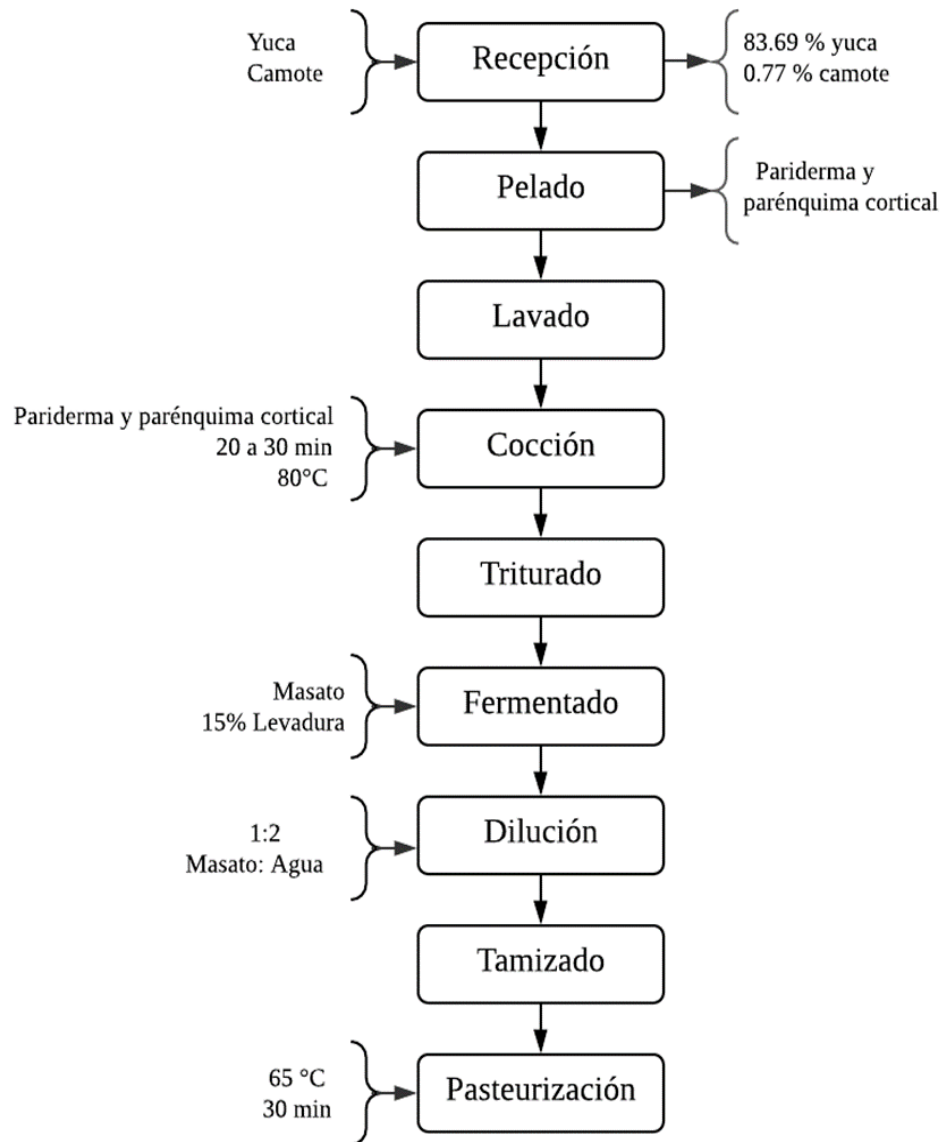 Yuca
Camote
Recepción
83.69 % yuca
0.77 % camote
Pelado
Pariderma y
parénquima cortical
Lavado
Pariderma y parénquima cortical
20 a 30 min
80°C
Cocción
Triturado
Masato
15% Levadura
Fermentado
1:2
Masato: Agua
Dilución
Tamizado
65 °C
30 min
Pasteurización